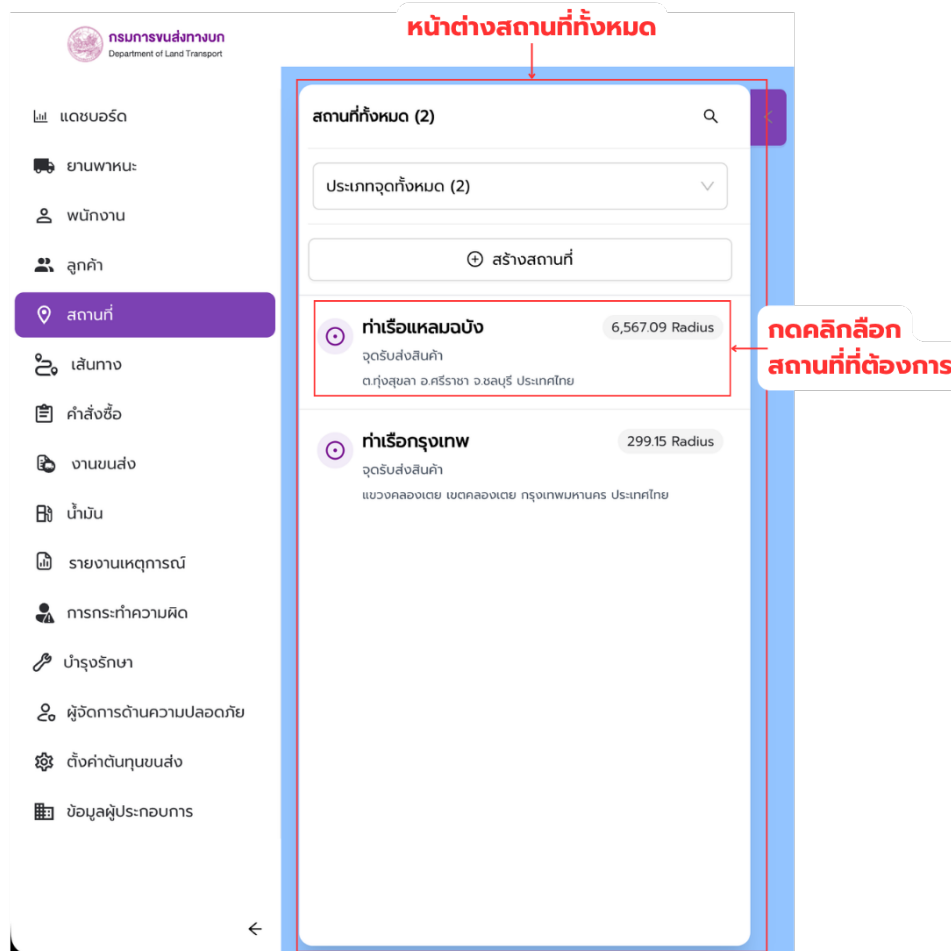 หน้าต่างสถานที่ทั้งหมด
กรมการขนส่งทางบก
Department of Land Transport
แดชบอร์ด
ยานพาหนะ
พนักงาน
ลูกค้า
สถานที่
เส้นทาง
คำสั่งซื้อ
งานขนส่ง
น้ำมัน
รายงานเหตุการณ์
การกระทำความผิด
บำรุงรักษา
ผู้จัดการด้านความปลอดภัย
ตั้งค่าต้นทุนขนส่ง
ข้อมูลผู้ประกอบการ
สถานที่ทั้งหมด (2)
ประเภทจุดทั้งหมด (2)
สร้างสถานที่
ท่าเรือแหลมฉบัง 6,567.09 Radius
จุดรับส่งสินค้า
ต.ทุ่งสุขลา อ.ศรีราชา จ.ชลบุรี ประเทศไทย
ท่าเรือกรุงเทพ 299.15 Radius
จุดรับส่งสินค้า
แขวงคลองเตย เขตคลองเตย กรุงเทพมหานคร ประเทศไทย
กดคลิกลือก
สถานที่ที่ต้องการ